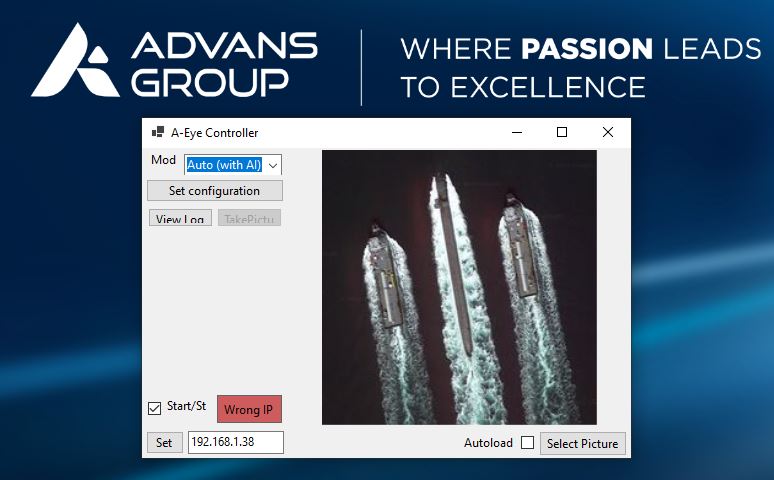 ADVANS
GROUP
WHERE PASSION LEADS
TO EXCELLENCE
A-Eye Controller
Mod
Auto (with AI)
Set configuration
View Log
TakePictu
Start/St
Wrong IP
Set
192.168.1.38
Autoload
Select Picture